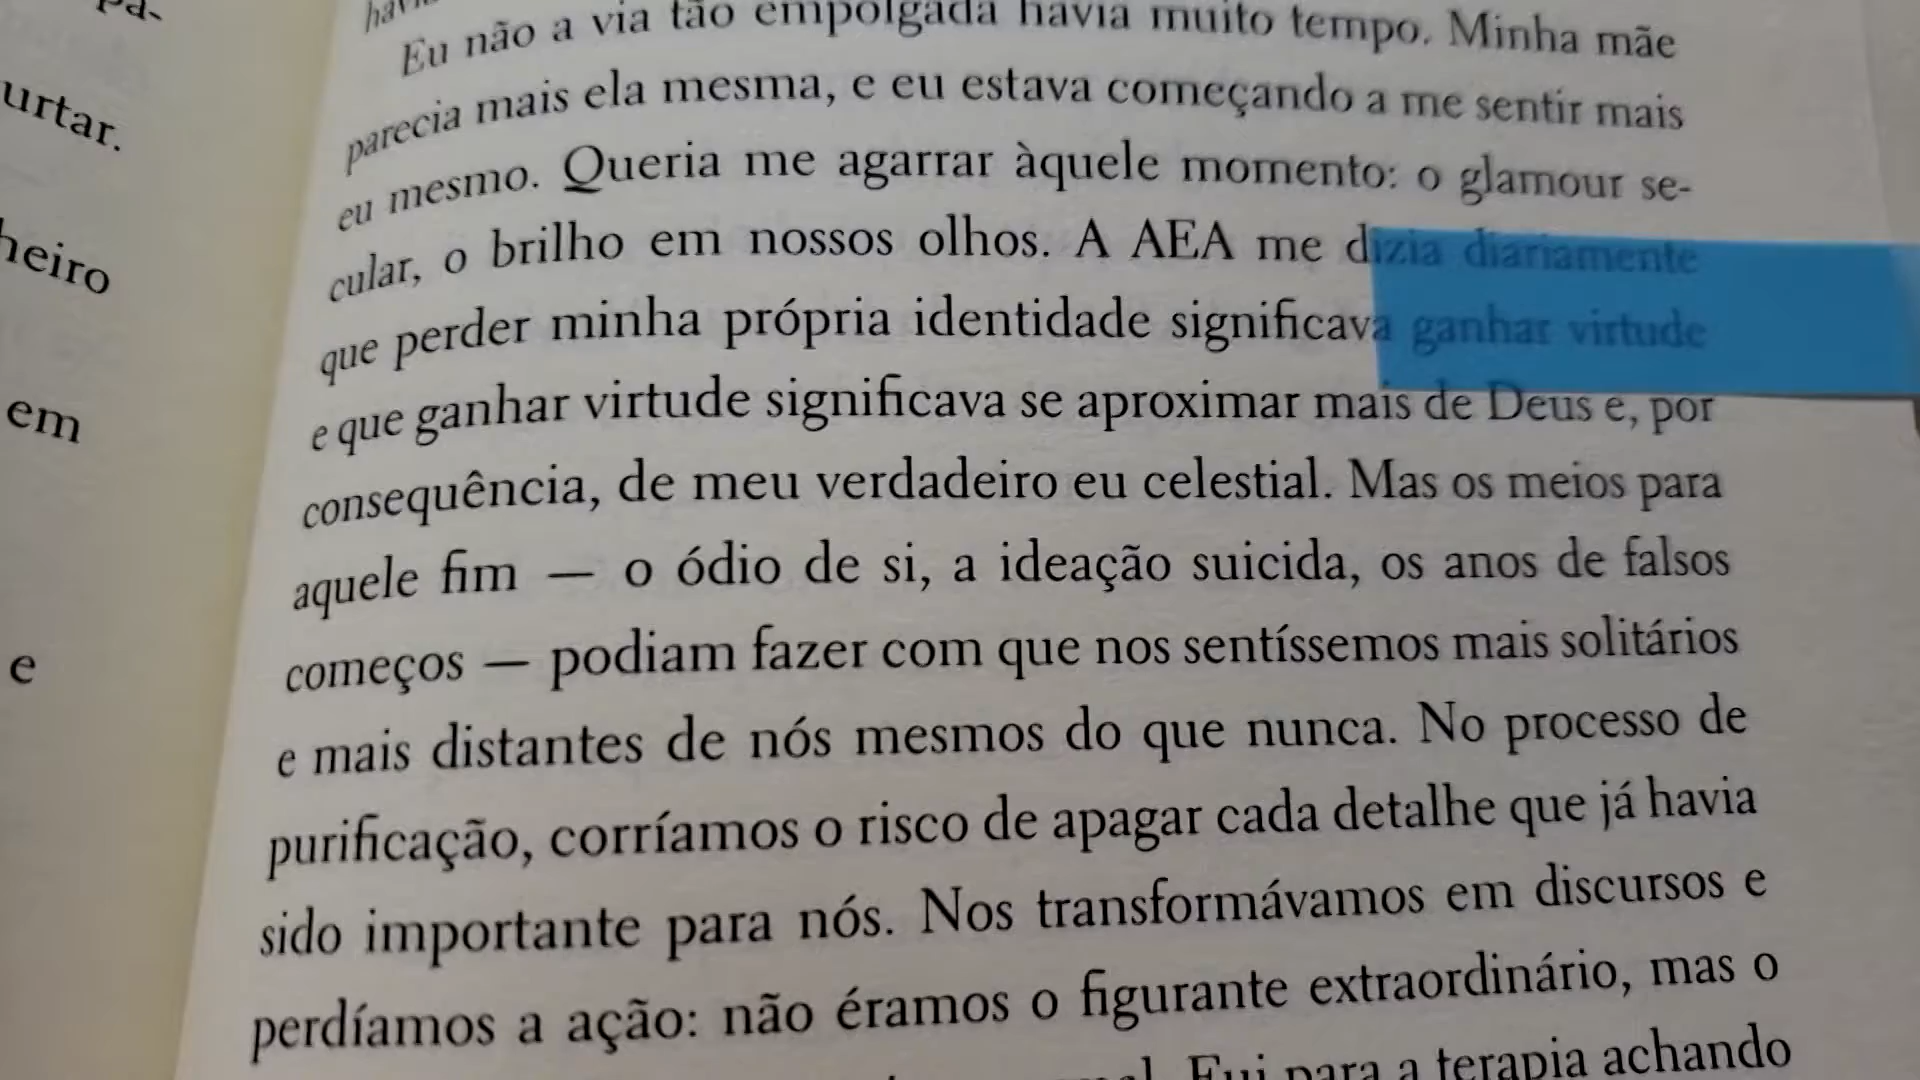 urtar.
heiro
em
e
Eu não a via tão empolgada havia muito tempo. Minha mãe
parecia mais ela mesma, e eu estava começando a me sentir mais
eu mesmo. Queria me agarrar àquele momento: o glamour se-
cular, o brilho em nossos olhos. A AEA me dizia diariamente
que perder minha própria identidade significava ganhar virtude
e que ganhar virtude significava se aproximar mais de Deus e, por
consequência, de meu verdadeiro eu celestial. Mas os meios para
aquele fim — o ódio de si, a ideação suicida, os anos de falsos
começos — podiam fazer com que nos sentíssemos mais solitários
e mais distantes de nós mesmos do que nunca. No processo de
purificação, corríamos o risco de apagar cada detalhe que já havia
sido importante para nós. Nos transformávamos em discursos e
perdíamos a ação: não éramos o figurante extraordinário, mas o
Fui para a terapia achando